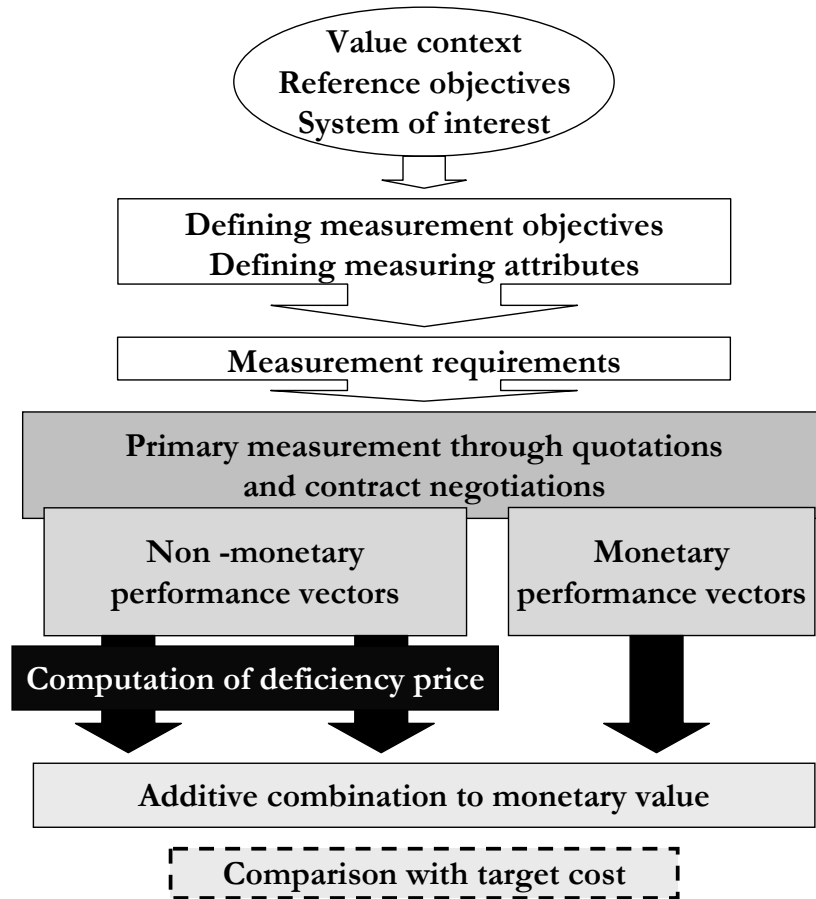 Value context
Reference objectives
System of interest
Defining measurement objectives
Defining measuring attributes
Measurement requirements
Primary measurement through quotations
and contract negotiations
Non -monetary
performance vectors
Monetary
performance vectors
Computation of deficiency price
Additive combination to monetary value
Comparison with target cost